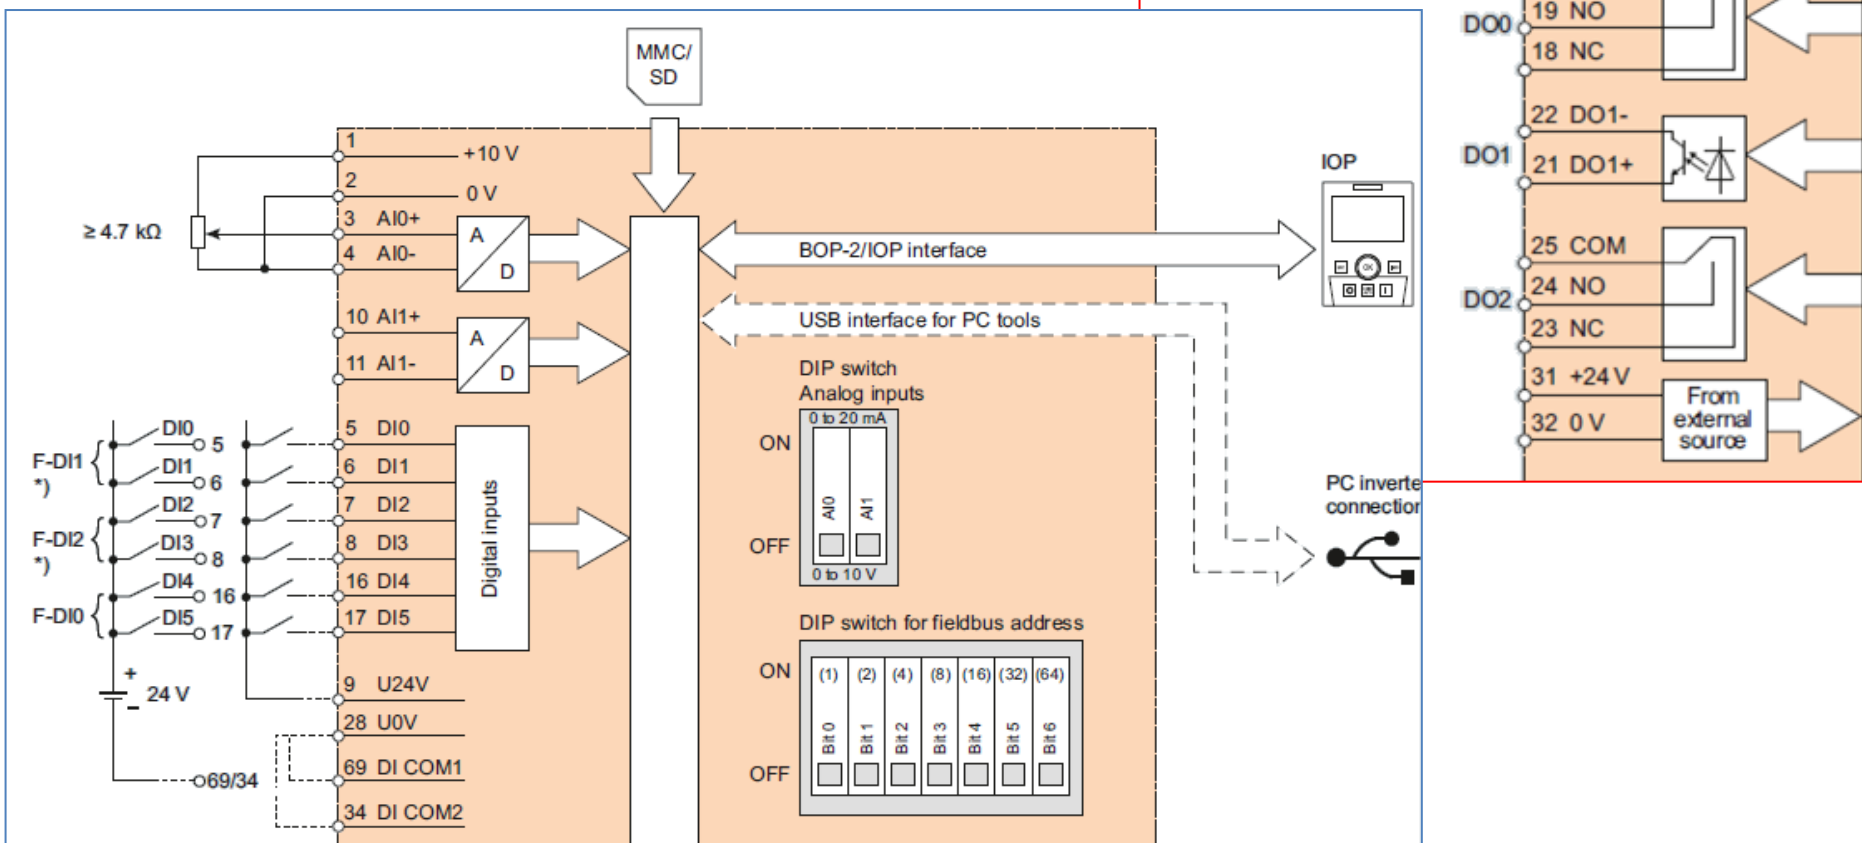 MMC/
SD
1
+10 V
2
0 V
≥ 4.7 kΩ
3 AI0+
4 AI0-
A
D
10 AI1+
11 AI1-
A
D
BOP-2/IOP interface
IOP
OK
USB interface for PC tools
DIP switch
Analog inputs
0 to 20 mA
ON
AI0
AI1
OFF
0 to 10 V
F-DI1
*)
F-DI2
*)
F-DI0
DI0
5
DI1
6
DI2
7
DI3
8
DI4
16
DI5
17
5 DI0
6 DI1
7 DI2
8 DI3
16 DI4
17 DI5
Digital inputs
+
24 V
–
69/34
9 U24V
28 U0V
69 DI COM1
34 DI COM2
DIP switch for fieldbus address
ON
(1) (2) (4) (8) (16) (32) (64)
Bit 0
Bit 1
Bit 2
Bit 3
Bit 4
Bit 5
Bit 6
OFF
PC inverte
connection
DO0
19 NO
18 NC
DO1
22 DO1-
21 DO1+
DO2
25 COM
24 NO
23 NC
31 +24 V
32 0 V
From
external
source